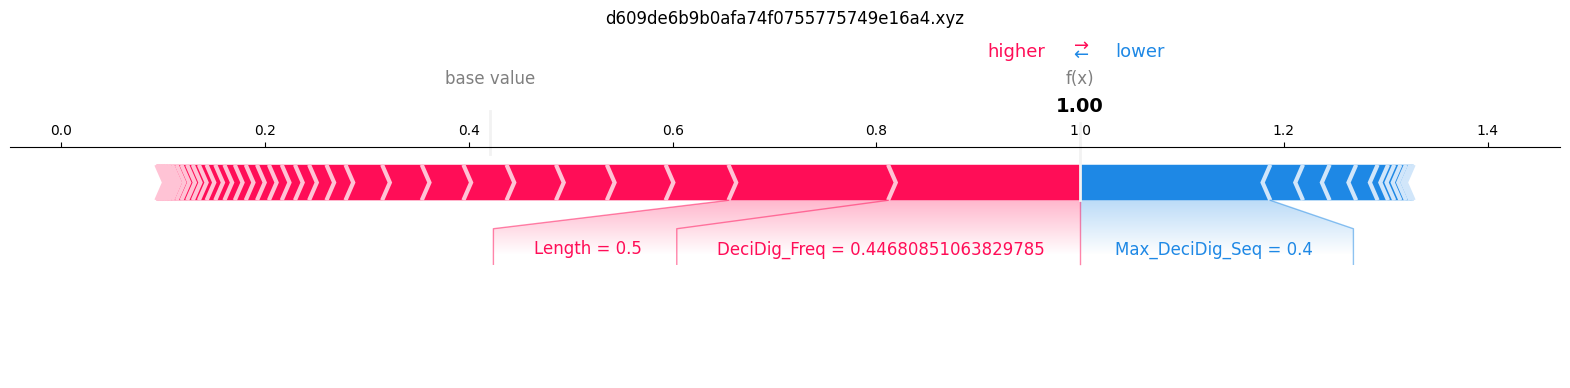 d609de6b9b0afa74f0755775749e16a4.xyz
higher ⇄ lower
base value f(x)
1.00
0.0 0.2 0.4 0.6 0.8 1 0 1.2 1.4
Length = 0.5 DeciDig_Freq = 0.44680851063829785 Max_DeciDig_Seq = 0.4